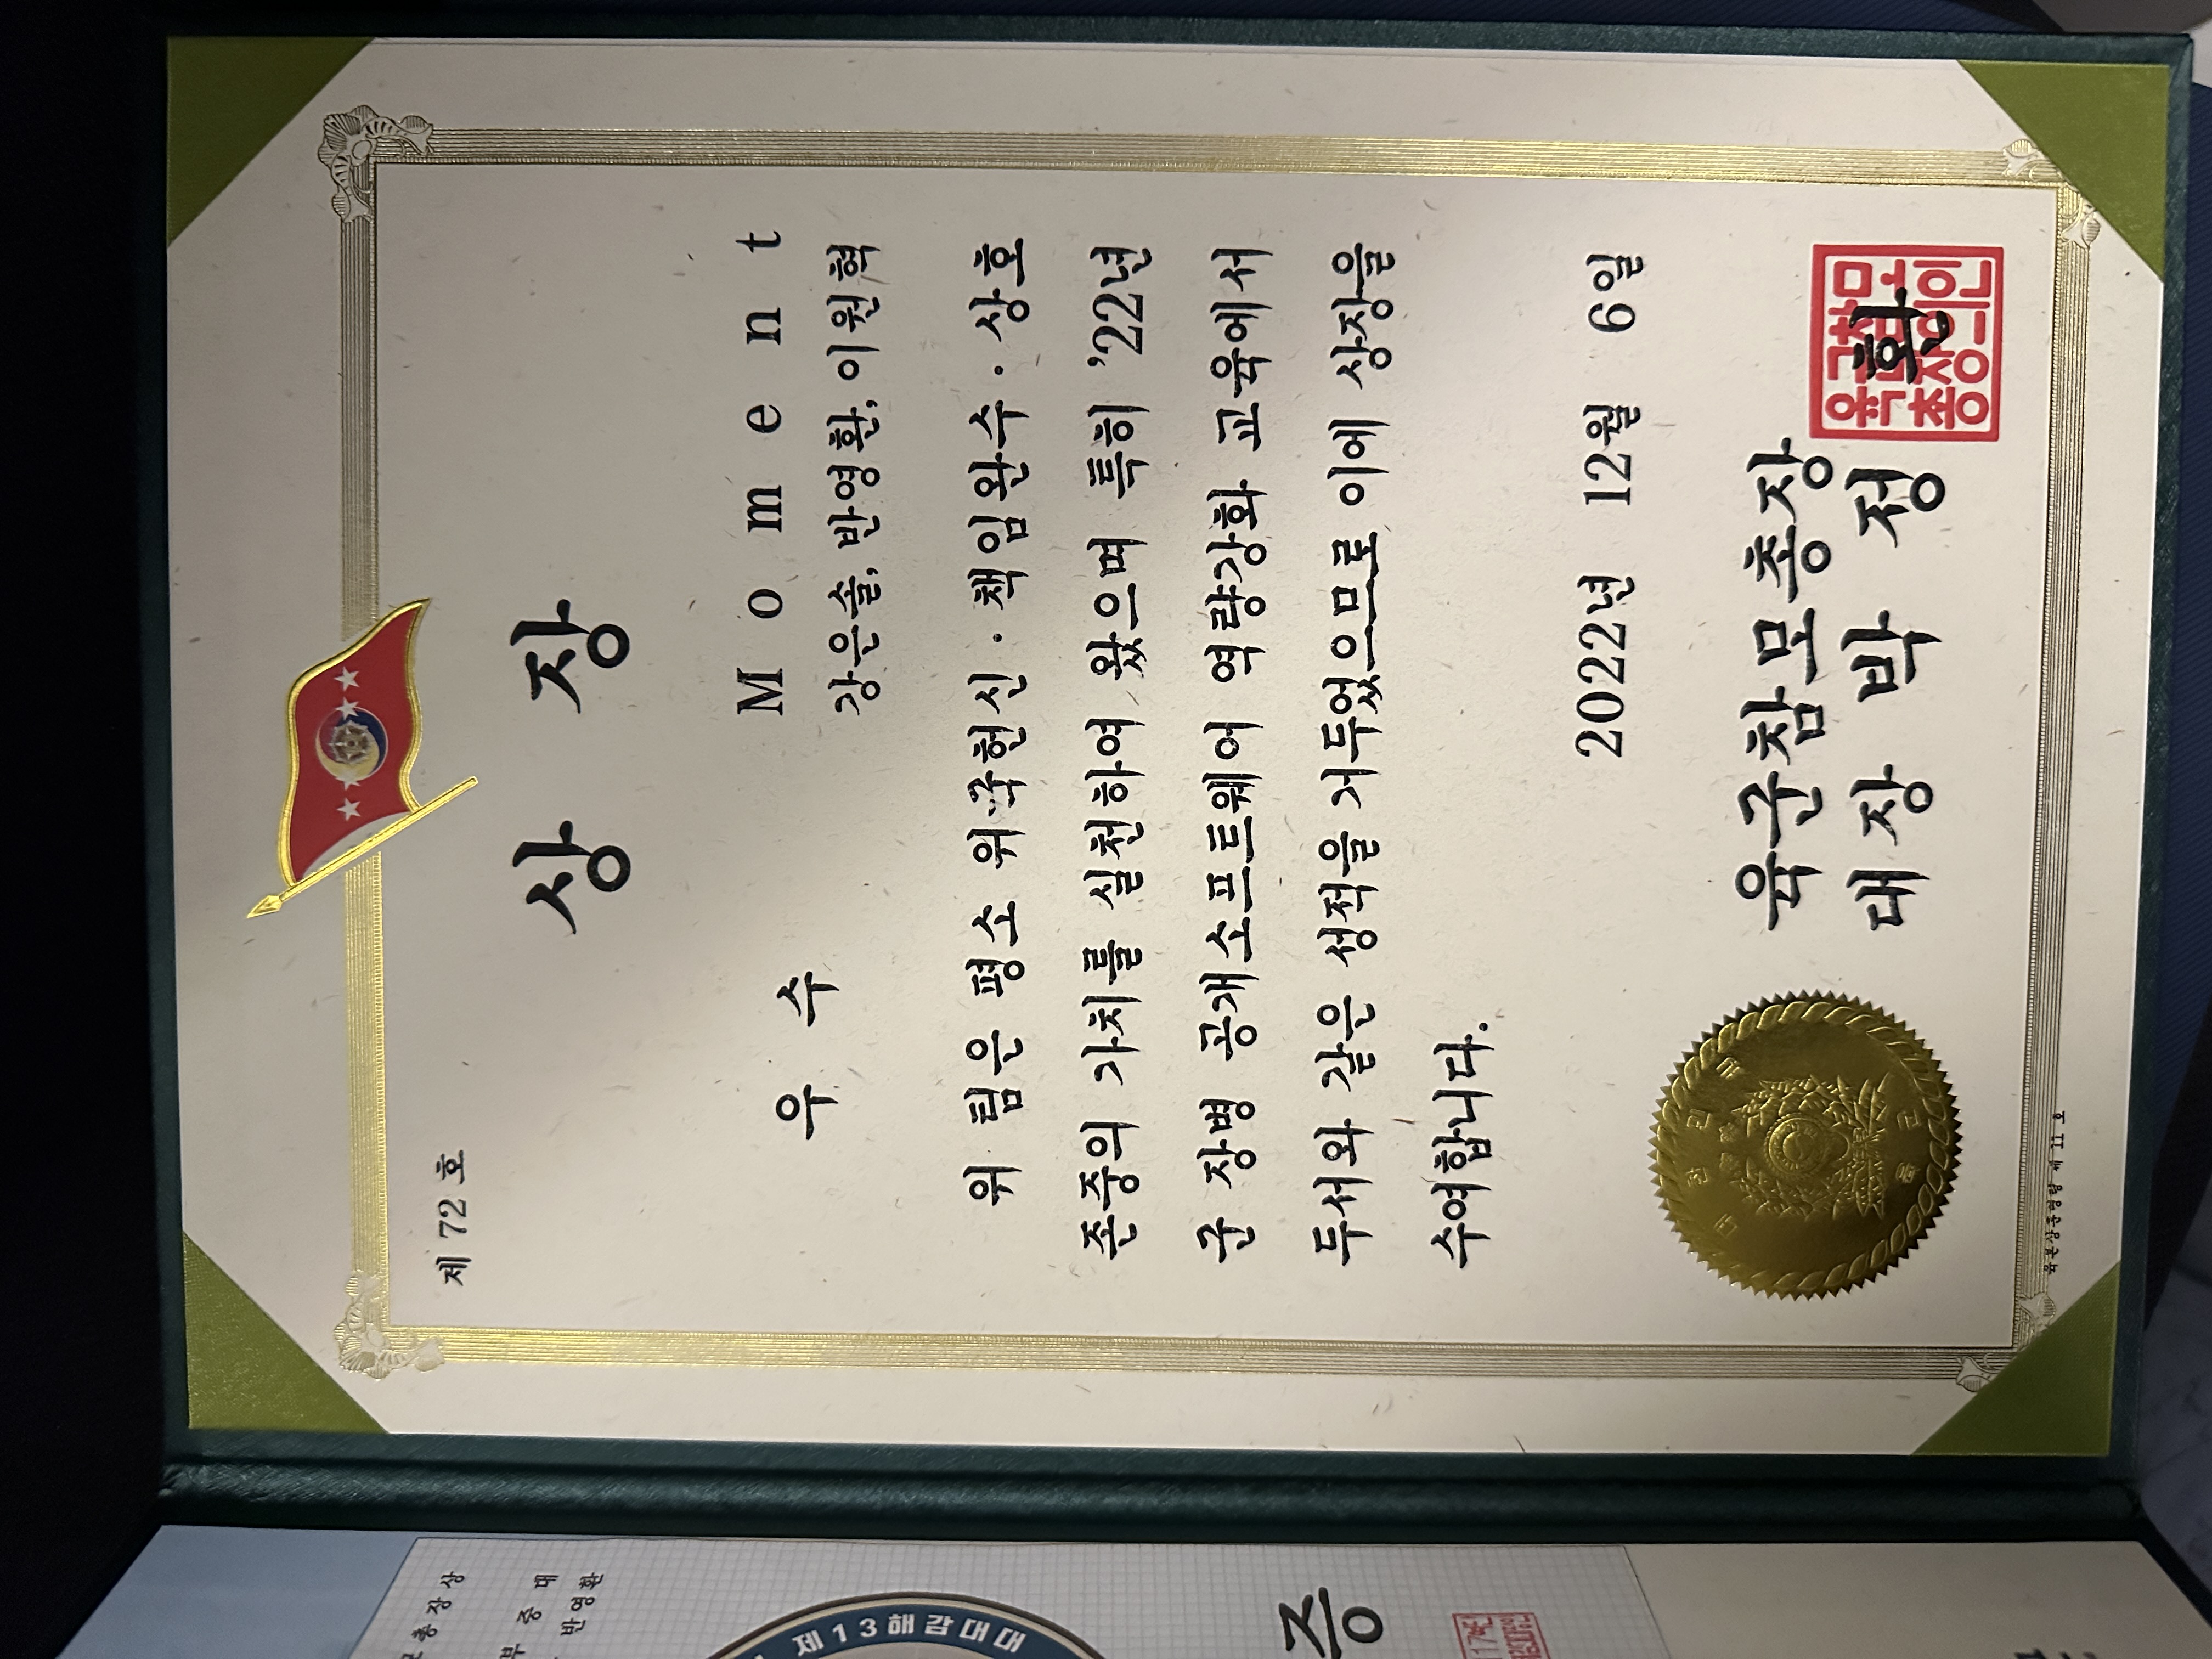 총장상
부 중 대
반영환
제13해감대대
증
제 72 호
상 장
우 수
Moment
강은솔, 반영환, 이원혁
위 팀은 평소 위국헌신·책임완수·상호
존중의 가치를 실천하여 왔으며 특히 '22년
군 장병 공개소프트웨어 역량강화 교육에서
두서와 같은 성적을 거두었으므로 이에 상장을
수여합니다.
2022년 12월 6일
대한민국
육군
육군참모총장
대장 박 정 환
육군참모
총장의인
육본상훈명령 제 11 호